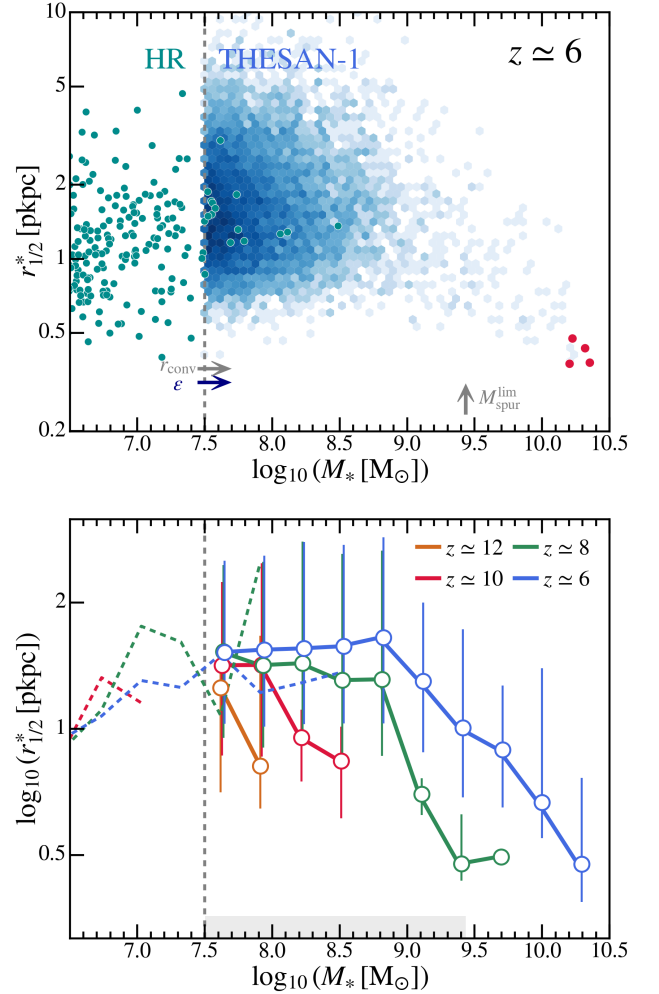 10
5
2
1
0.5
0.2
r*1/2 [pkpc]
HR
THESAN-1
z ≃ 6
rconv
ε
M lim spur
7.0 7.5 8.0 8.5 9.0 9.5 10.0 10.5
log10 (M* [M⊙])
z ≃ 12
z ≃ 8
z ≃ 10
z ≃ 6
2
1
0.5
log10 (r*1/2 [pkpc])
7.0 7.5 8.0 8.5 9.0 9.5 10.0 10.5
log10 (M* [M⊙])